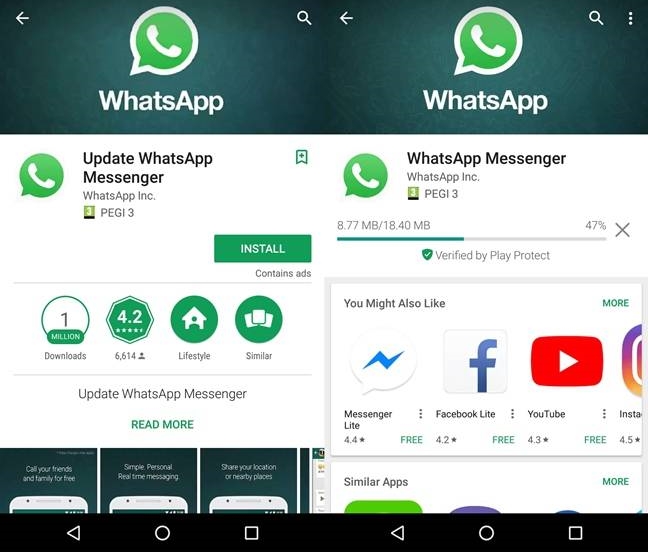 WhatsApp
Update WhatsApp
Messenger
WhatsApp Inc.
3 PEGI 3
INSTALL
Contains ads
1
MILLION
Downloads
4.2
6,614
Lifestyle
Similar
Update WhatsApp Messenger
READ MORE
Call your friends
and family for free
Simple. Personal
Real time messaging.
Share your location
or nearby places
WhatsApp
WhatsApp Messenger
WhatsApp Inc.
3 PEGI 3
8.77 MB/18.40 MB
47%
Verified by Play Protect
You Might Also Like
MORE
Messenger
Lite
4.4★ FREE
Facebook Lite
4.2★ FREE
YouTube
4.3★ FREE
Insta
4.5★
Similar Apps
MORE